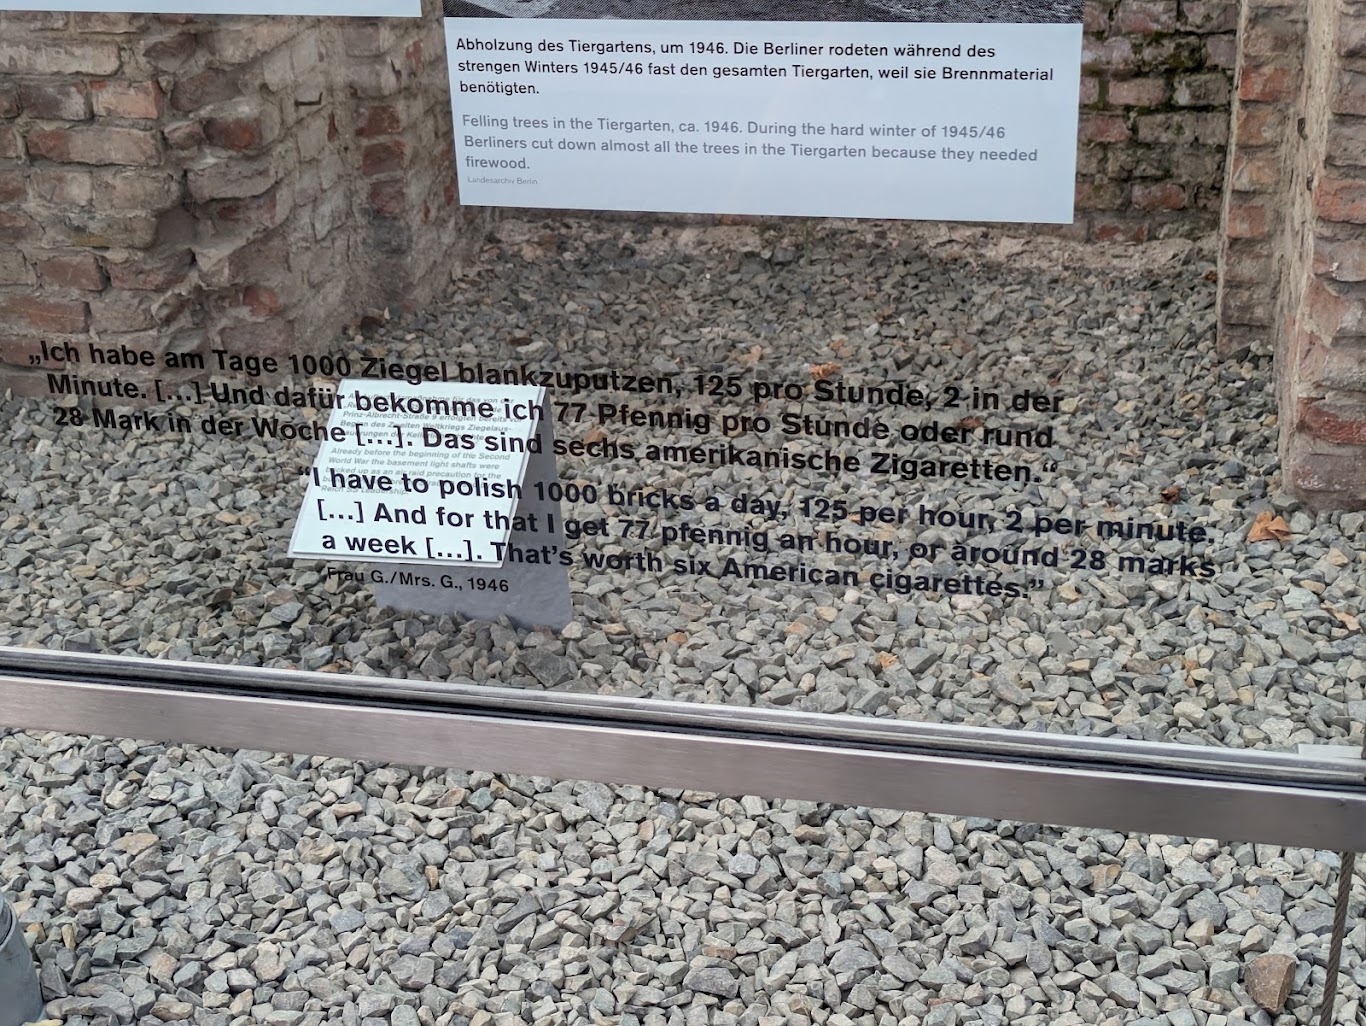 Abholzung des Tiergartens, um 1946. Die Berliner rodeten während des
strengen Winters 1945/46 fast den gesamten Tiergarten, weil sie Brennmaterial
benötigten.
Felling trees in the Tiergarten, ca. 1946. During the hard winter of 1945/46
Berliners cut down almost all the trees in the Tiergarten because they needed
firewood.
Landesarchiv Berlin
„Ich habe am Tage 1000 Ziegel blankzuputzen, 125 pro Stunde, 2 in der
Minute. [...] Und dafür bekomme ich 77 Pfennig pro Stunde oder rund
28 Mark in der Woche [...]. Das sind sechs amerikanische Zigaretten.“
“I have to polish 1000 bricks a day, 125 per hour, 2 per minute.
[...] And for that I get 77 pfennig an hour, or around 28 marks
a week [...]. That’s worth six American cigarettes.”
Frau G./Mrs. G., 1946
Prinz-Albrecht-Straße 9 erfolgten bereits vor
Beginn des Zweiten Weltkriegs Ziegelaus-
Already before the beginning of the Second
World War the basement light shafts were